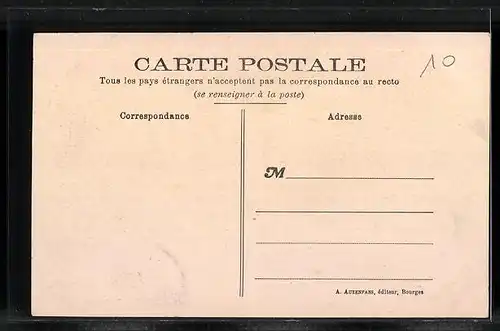 10
CARTE POSTALE
Tous les pays étrangers n'acceptent pas la correspondance au recto
(se renseigner à la poste)
Correspondance
Adresse
M
A. AUXENFANS, éditeur, Bourges